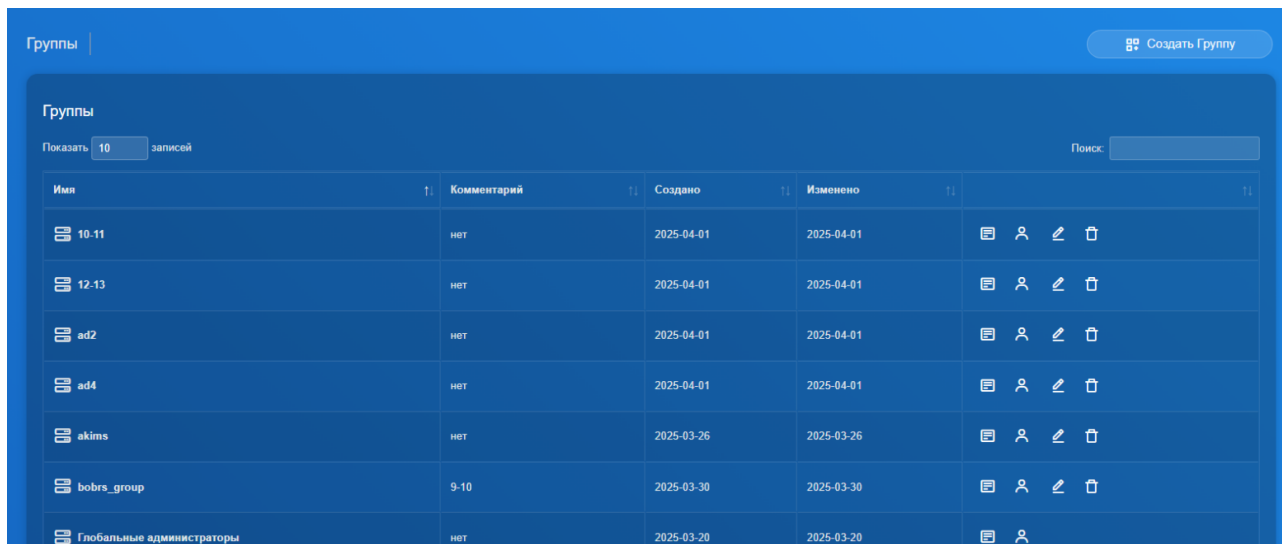 Группы
Создать Группу
Группы
Показать 10 записей
Поиск:
Имя Комментарий Создано Изменено
10-11 нет 2025-04-01 2025-04-01
12-13 нет 2025-04-01 2025-04-01
ad2 нет 2025-04-01 2025-04-01
ad4 нет 2025-04-01 2025-04-01
akims нет 2025-03-26 2025-03-26
bobrs_group 9-10 2025-03-30 2025-03-30
Глобальные администраторы нет 2025-03-20 2025-03-20